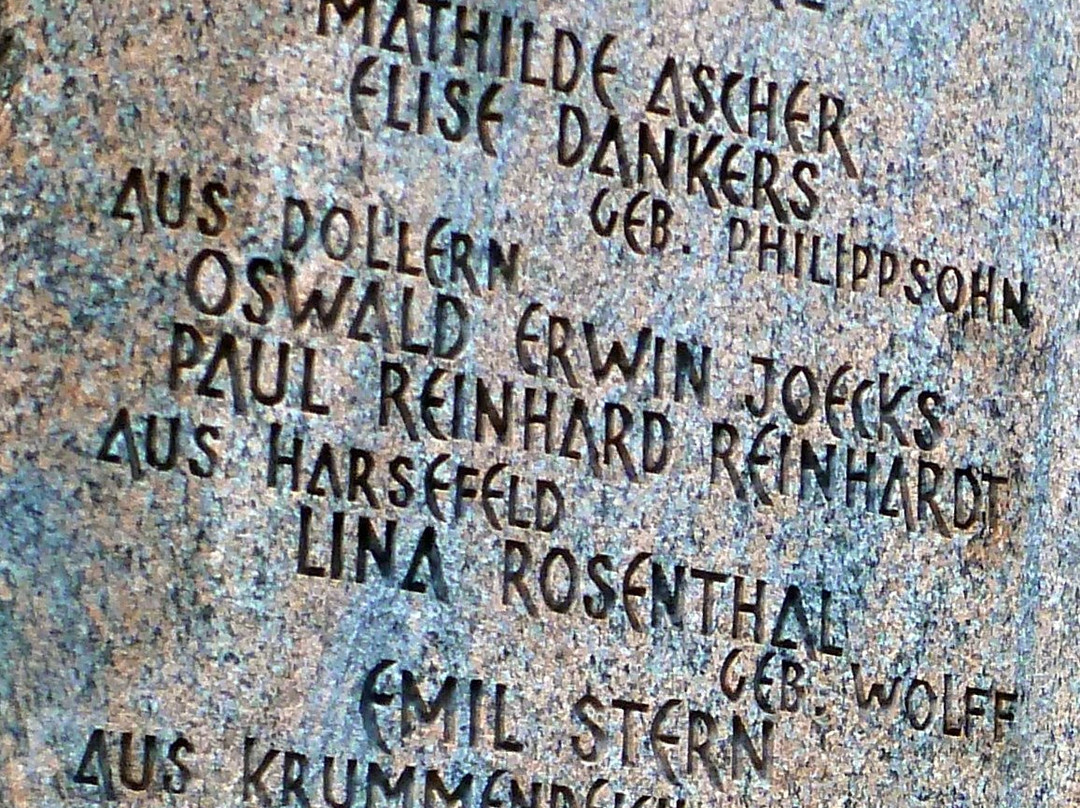 MATHILDE ASCHER
ELISE DANKERS
GEB. PHILIPPSOHN
AUS DOLLERN
OSWALD ERWIN JOECKS
PAUL REINHARD REINHARDT
AUS HARSEFELD
LINA ROSENTHAL
GEB. WOLFF
EMIL STERN
AUS KRUMMENDEICH